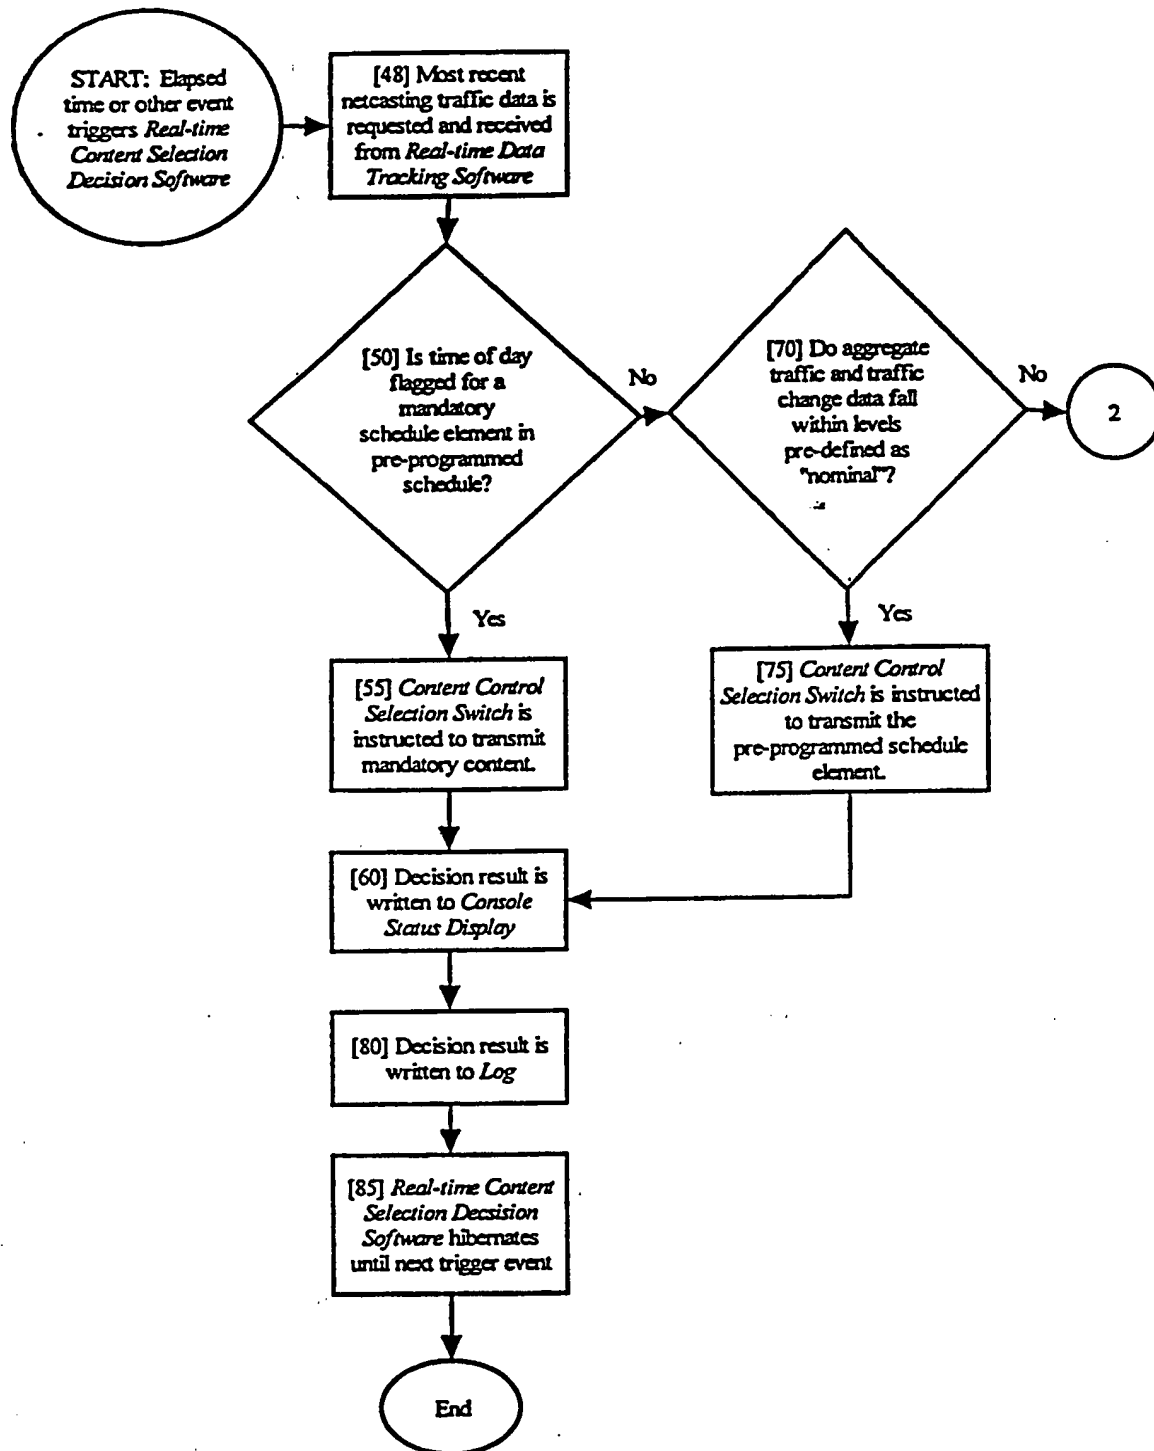 START: Elapsed
time or other event
triggers Real-time
Content Selection
Decision Software
[48] Most recent
netcasting traffic data is
requested and received
from Real-time Data
Tracking Software
[50] Is time of day
flagged for a
mandatory
schedule element in
pre-programmed
schedule?
No
[70] Do aggregate
traffic and traffic
change data fall
within levels
pre-defined as
"nominal"?
No
2
Yes
Yes
[55] Content Control
Selection Switch is
instructed to transmit
mandatory content.
[75] Content Control
Selection Switch is instructed
to transmit the
pre-programmed schedule
element.
[60] Decision result is
written to Console
Status Display
[80] Decision result is
written to Log
[85] Real-time Content
Selection Decsision
Software hibernates
until next trigger event
End